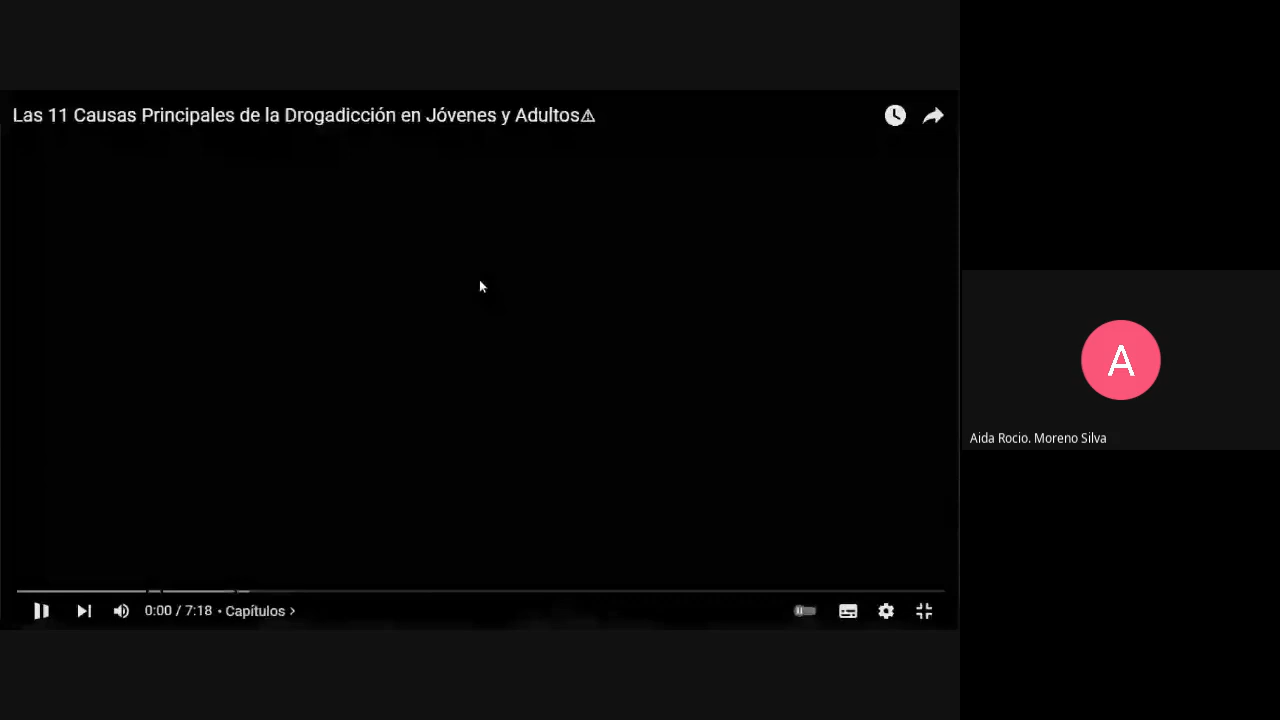 Las 11 Causas Principales de la Drogadicción en Jóvenes y Adultos⚠
A
Aida Rocio. Moreno Silva
0:00 / 7:18 • Capítulos >